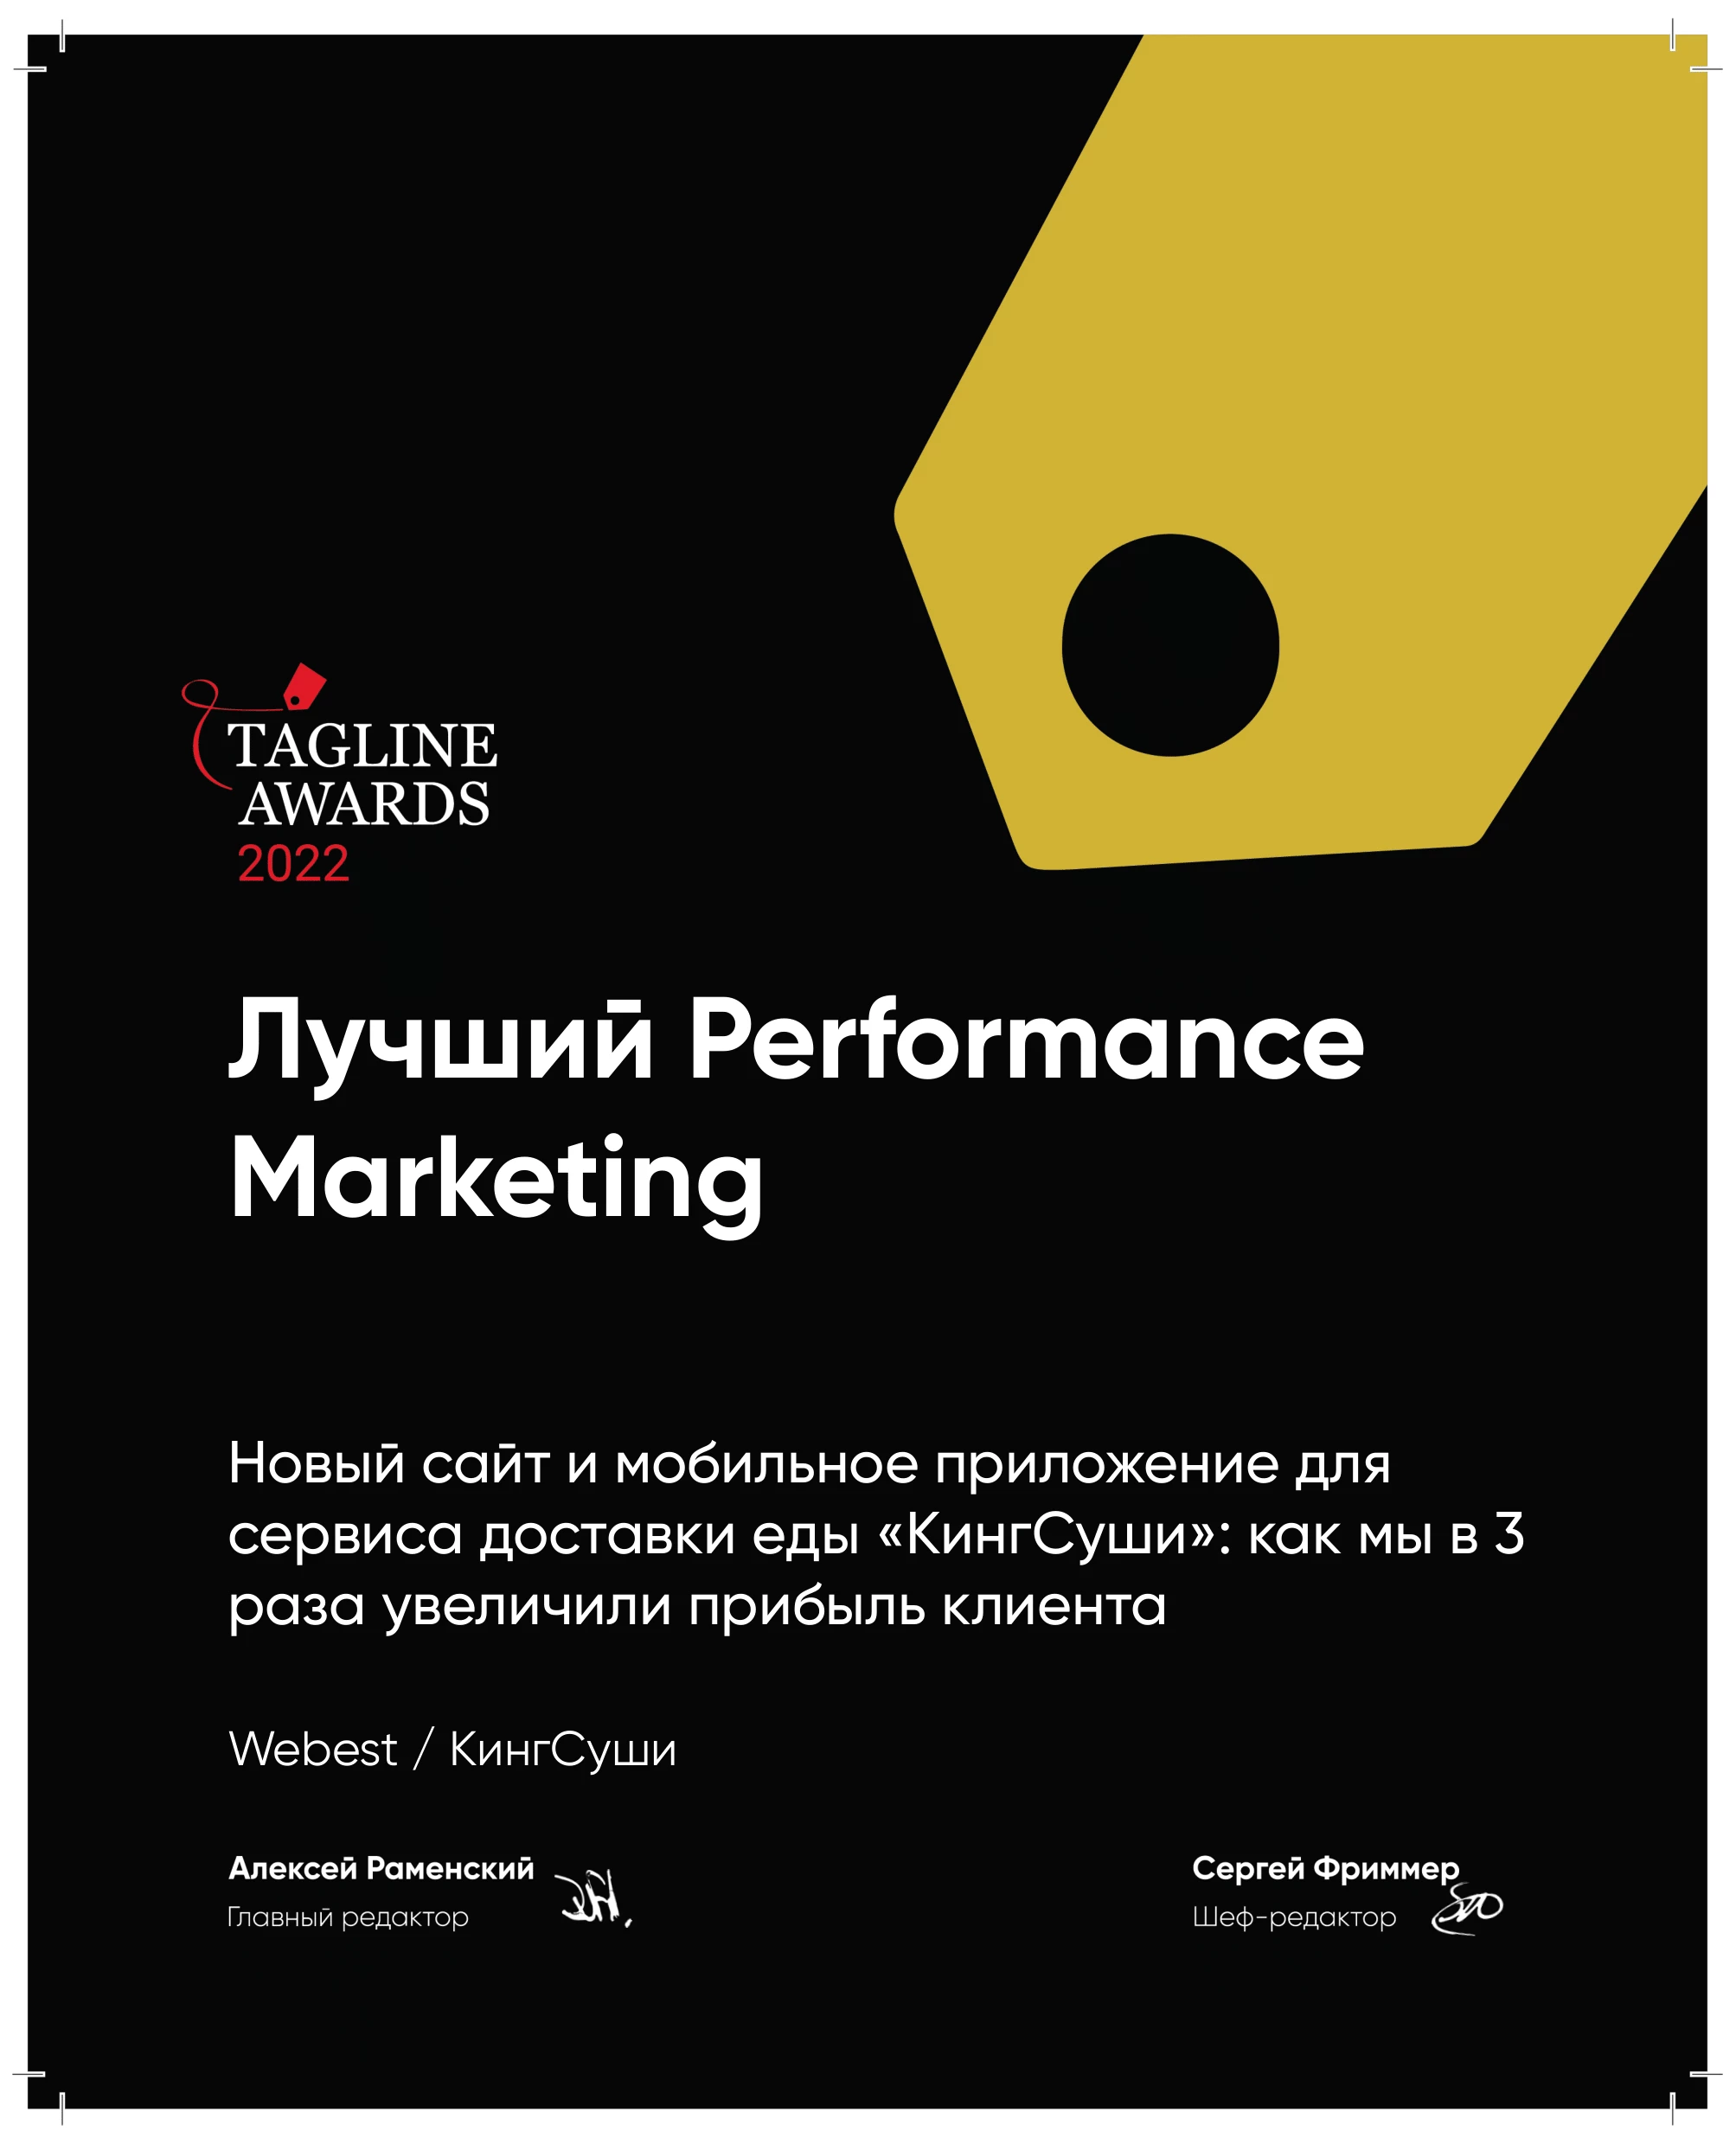 TAGLINE
AWARDS
2022
Лучший Performance
Marketing
Новый сайт и мобильное приложение для
сервиса доставки еды «КингСуши»: как мы в 3
раза увеличили прибыль клиента
Webest / КингСуши
Алексей Раменский
Главный редактор
Сергей Фриммер
Шеф-редактор